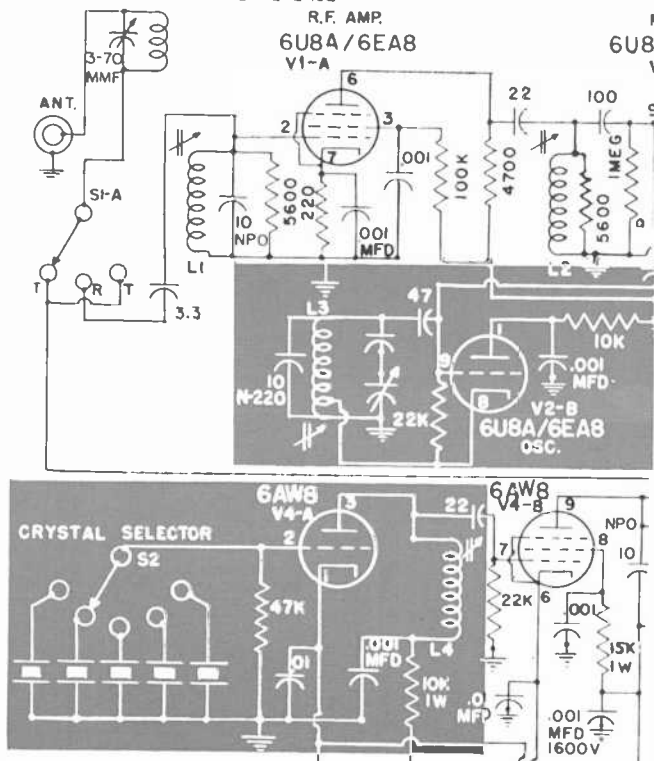 R.F. AMP.
6U8A/6EA8
V1-A
6U8
3-70
MMF
ANT.
S1-A
T
R
T
3.3
L1
10
NPO
5600
220
2
6
3
7
.001
.001
MFD
100K
4700
22
100
1MEG
5600
L2
L3
47
10
N-220
22K
9
1
8
10K
.001
MFD
V2-B
6U8A/6EA8
OSC.
6AW8
V4-A
CRYSTAL SELECTOR
S2
2
3
1
47K
.01
.001
MFD
10K
1W
L4
22
6AW8
V4-B
9
7
8
6
22K
.001
NPO
10
15K
1W
.001
MFD
1600V